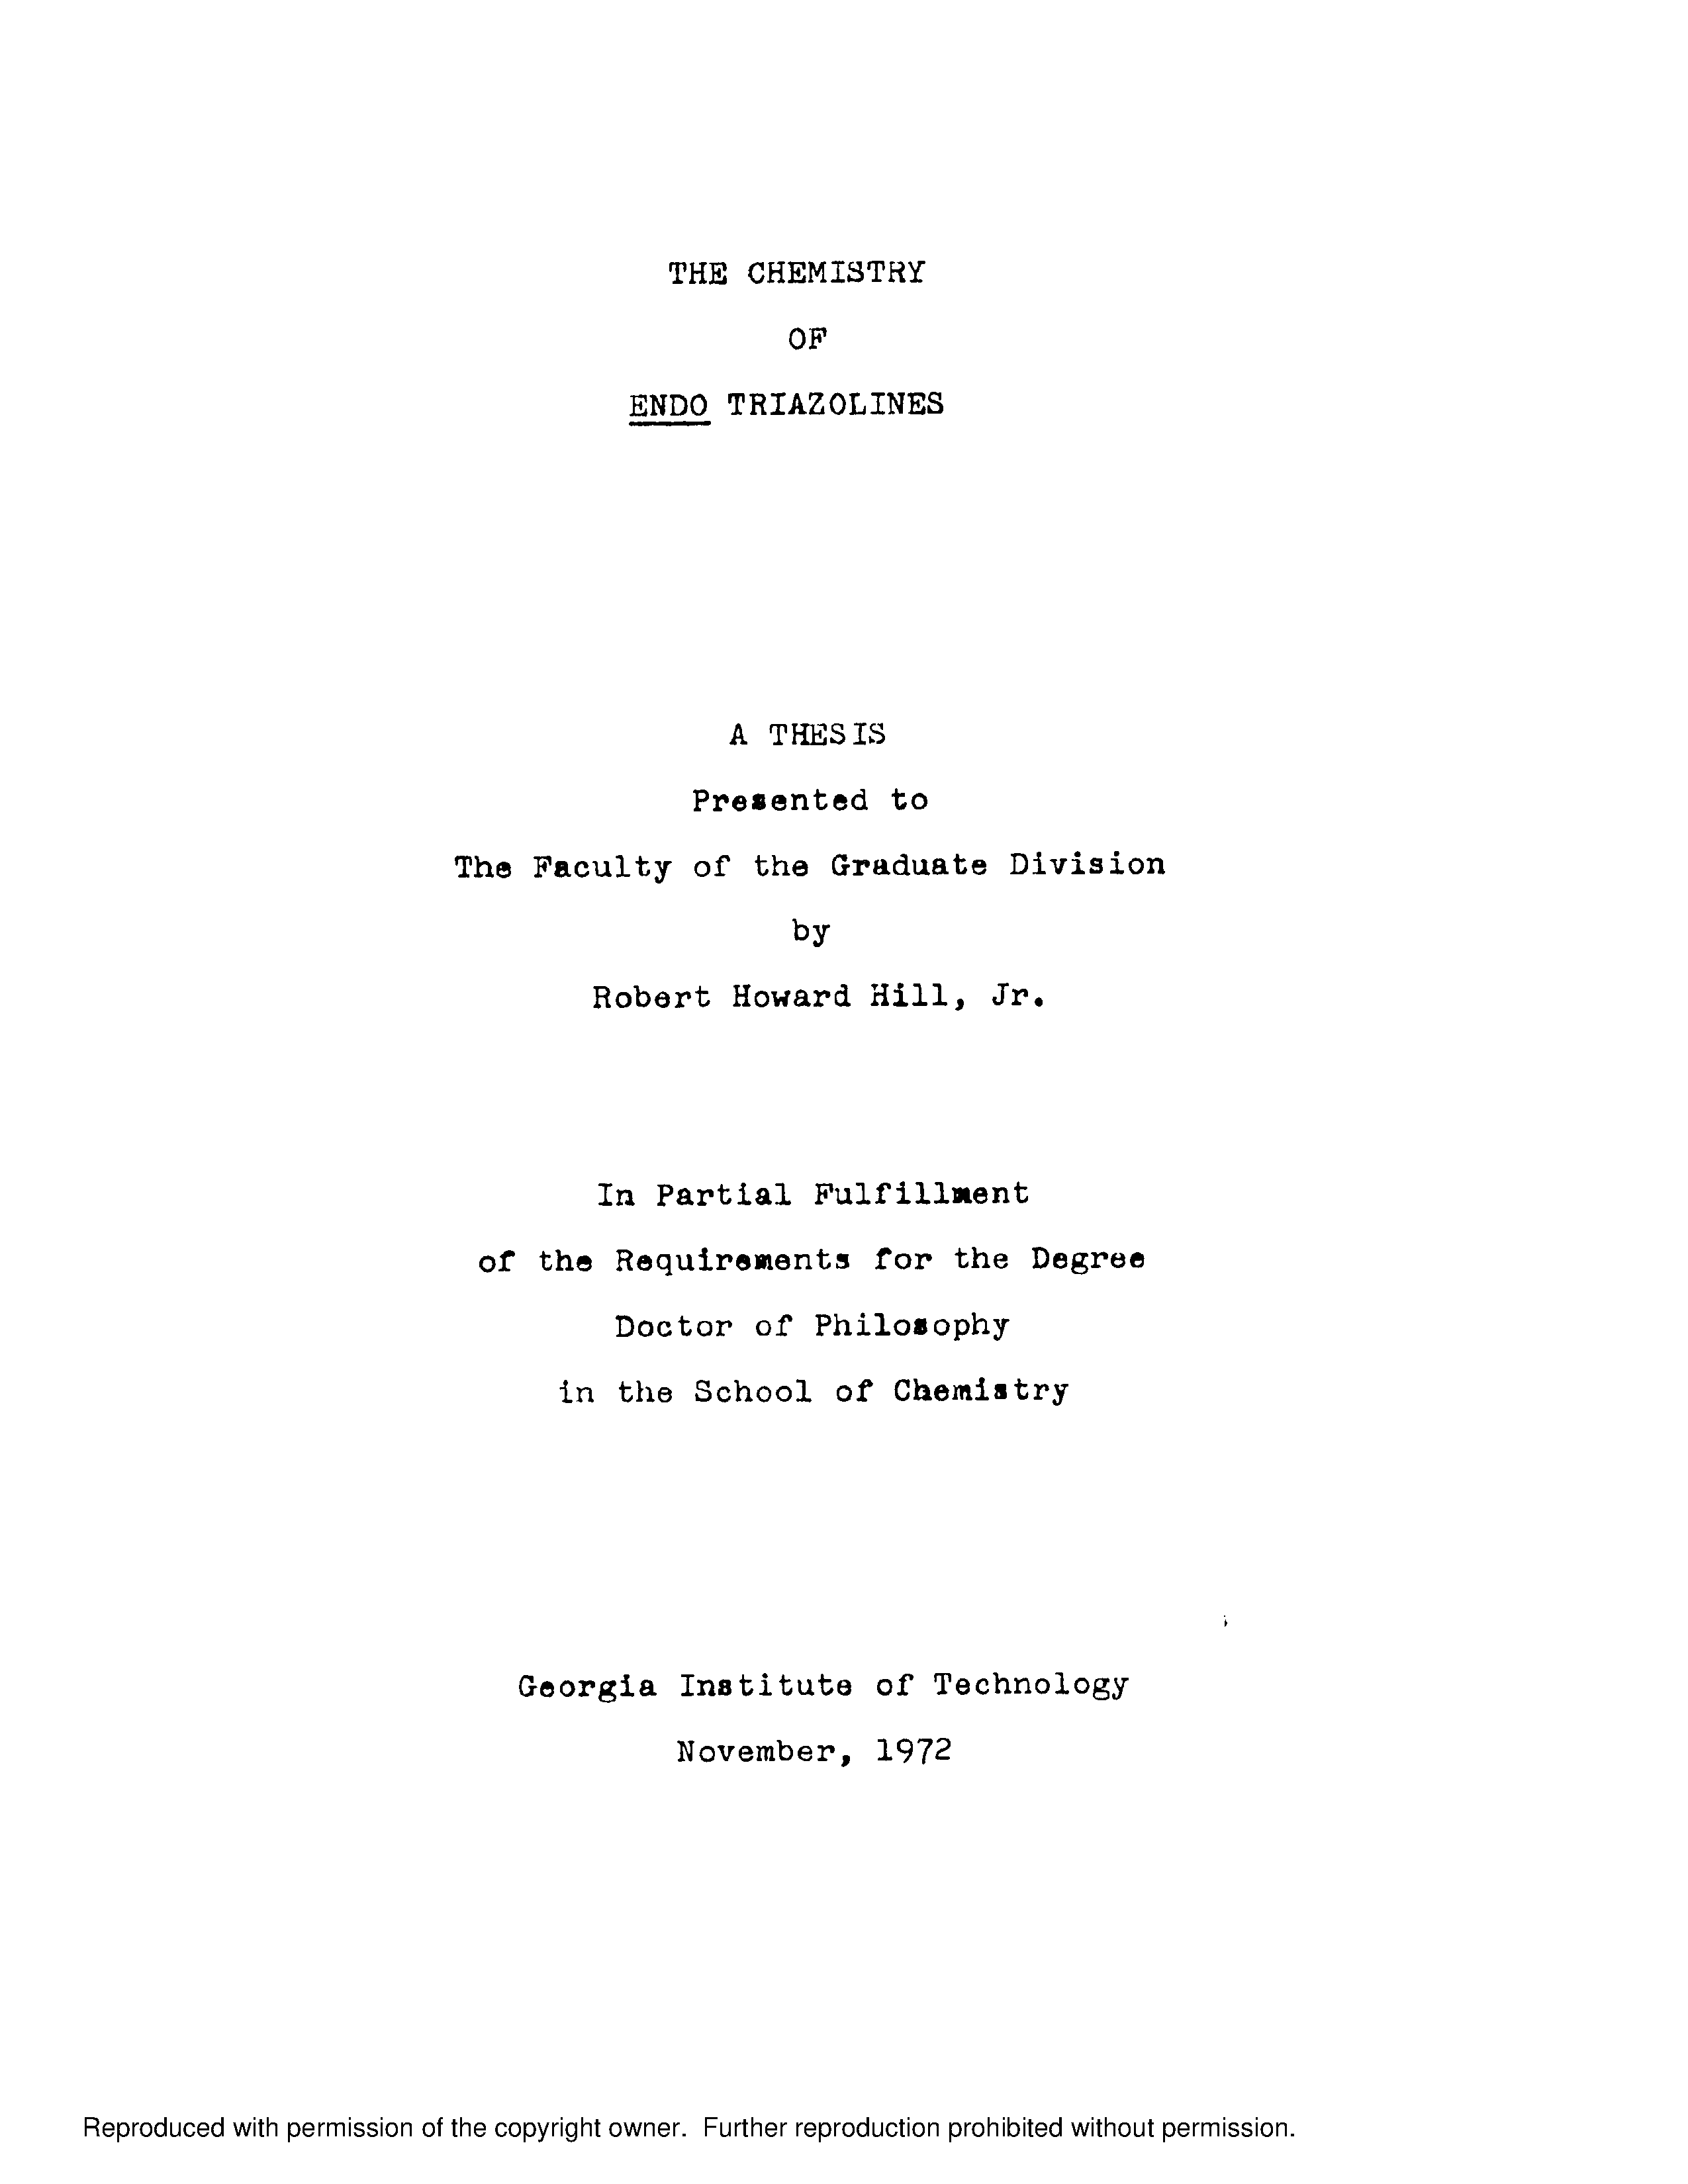 THE CHEMISTRY
OF
ENDO TRIAZOLINES
A THESIS
Presented to
The Faculty of the Graduate Division
by
Robert Howard Hill, Jr.
In Partial Fulfillment
of the Requirements for the Degree
Doctor of Philosophy
in the School of Chemistry
Georgia Institute of Technology
November, 1972
Reproduced with permission of the copyright owner. Further reproduction prohibited without permission.